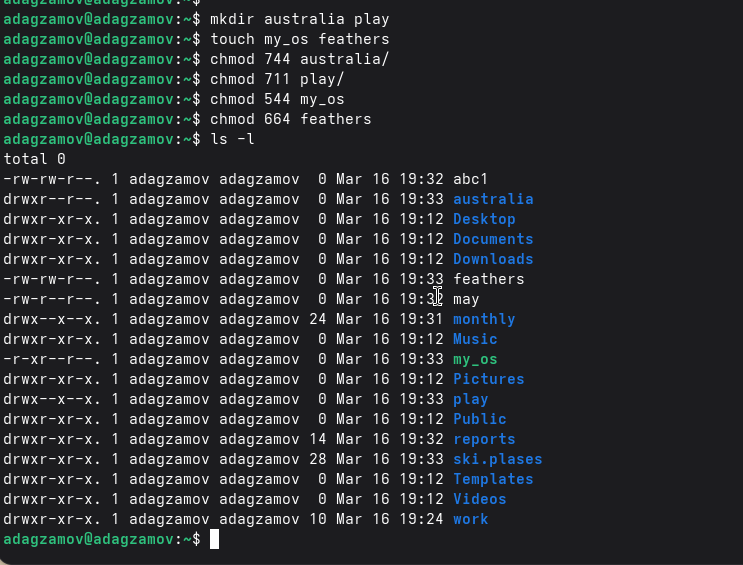 adagzamov@adagzamov:~$ mkdir australia play
adagzamov@adagzamov:~$ touch my_os feathers
adagzamov@adagzamov:~$ chmod 744 australia/
adagzamov@adagzamov:~$ chmod 711 play/
adagzamov@adagzamov:~$ chmod 544 my_os
adagzamov@adagzamov:~$ chmod 664 feathers
adagzamov@adagzamov:~$ ls -l
total 0
-rw-rw-r--. 1 adagzamov adagzamov  0 Mar 16 19:32 abc1
drwxr--r--. 1 adagzamov adagzamov  0 Mar 16 19:33 australia
drwxr-xr-x. 1 adagzamov adagzamov  0 Mar 16 19:12 Desktop
drwxr-xr-x. 1 adagzamov adagzamov  0 Mar 16 19:12 Documents
drwxr-xr-x. 1 adagzamov adagzamov  0 Mar 16 19:12 Downloads
-rw-rw-r--. 1 adagzamov adagzamov  0 Mar 16 19:33 feathers
-rw-r--r--. 1 adagzamov adagzamov  0 Mar 16 19:32 may
drwx--x--x. 1 adagzamov adagzamov 24 Mar 16 19:31 monthly
drwxr-xr-x. 1 adagzamov adagzamov  0 Mar 16 19:12 Music
-r-xr--r--. 1 adagzamov adagzamov  0 Mar 16 19:33 my_os
drwxr-xr-x. 1 adagzamov adagzamov  0 Mar 16 19:12 Pictures
drwx--x--x. 1 adagzamov adagzamov  0 Mar 16 19:33 play
drwxr-xr-x. 1 adagzamov adagzamov  0 Mar 16 19:12 Public
drwxr-xr-x. 1 adagzamov adagzamov 14 Mar 16 19:32 reports
drwxr-xr-x. 1 adagzamov adagzamov 28 Mar 16 19:33 ski.plases
drwxr-xr-x. 1 adagzamov adagzamov  0 Mar 16 19:12 Templates
drwxr-xr-x. 1 adagzamov adagzamov  0 Mar 16 19:12 Videos
drwxr-xr-x. 1 adagzamov adagzamov 10 Mar 16 19:24 work
adagzamov@adagzamov:~$